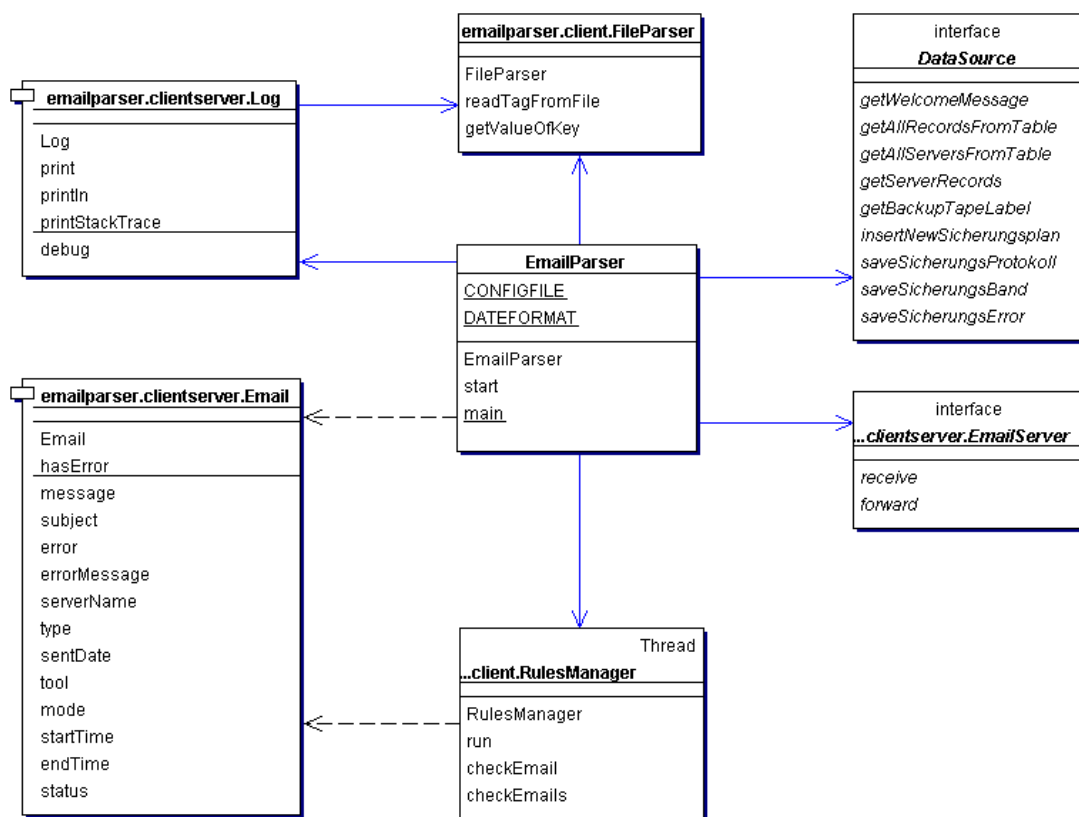 emailparser.client.FileParser
FileParser
readTagFromFile
getValueOfKey
interface
DataSource
getWelcomeMessage
getAllRecordsFromTable
getAllServersFromTable
getServerRecords
getBackupTapeLabel
insertNewSicherungsplan
saveSicherungsProtokoll
saveSicherungsBand
saveSicherungsError
emailparser.clientserver.Log
Log
print
println
printStackTrace
debug
EmailParser
CONFIGFILE
DATEFORMAT
EmailParser
start
main
emailparser.clientserver.Email
Email
hasError
message
subject
error
errorMessage
serverName
type
sentDate
tool
mode
startTime
endTime
status
interface
...clientserver.EmailServer
receive
forward
Thread
...client.RulesManager
RulesManager
run
checkEmail
checkEmails